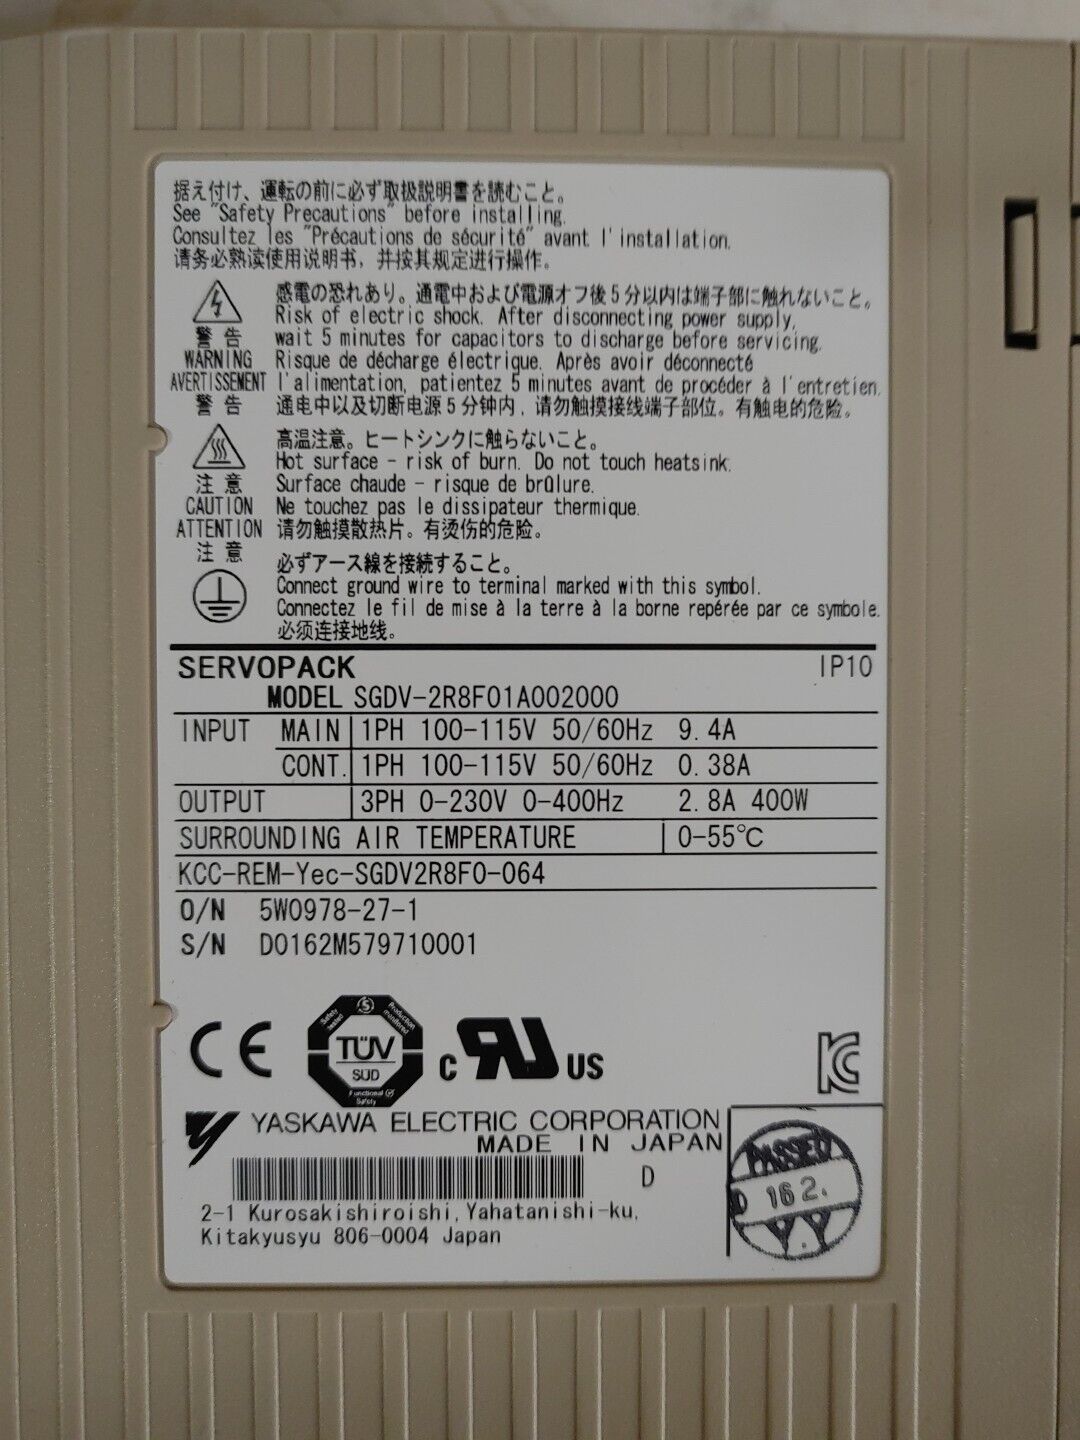 据え付け、運転の前に必ず取扱説明書を読むこと。
See "Safety Precautions" before installing.
Consultez les "Précautions de sécurité" avant l'installation.
请务必熟读使用说明书，并按其规定进行操作。
感電の恐れあり。通電中および電源オフ後5分以内は端子部に触れないこと。
Risk of electric shock. After disconnecting power supply,
警告 wait 5 minutes for capacitors to discharge before servicing.
WARNING Risque de décharge électrique. Après avoir déconnecté
AVERTISSEMENT l'alimentation, patientez 5 minutes avant de procéder à l'entretien.
警告 通电中以及切断电源5分钟内，请勿触摸接线端子部位。有触电的危险。
高温注意。ヒートシンクに触らないこと。
Hot surface - risk of burn. Do not touch heatsink.
注意 Surface chaude - risque de brûlure.
CAUTION Ne touchez pas le dissipateur thermique.
ATTENTION 请勿触摸散热片。有烫伤的危险。
注意
必ずアース線を接続すること。
Connect ground wire to terminal marked with this symbol.
Connectez le fil de mise à la terre à la borne repérée par ce symbole.
必须连接地线。
SERVOPACK IP10
MODEL SGDV-2R8F01A002000
INPUT MAIN 1PH 100-115V 50/60Hz 9.4A
CONT. 1PH 100-115V 50/60Hz 0.38A
OUTPUT 3PH 0-230V 0-400Hz 2.8A 400W
SURROUNDING AIR TEMPERATURE 0-55℃
KCC-REM-Yec-SGDV2R8F0-064
O/N 5W0978-27-1
S/N D0162M579710001
CE
Safety tested
Production monitored
TÜV
SÜD
Functional Safety
c RU US
KC
YASKAWA ELECTRIC CORPORATION
MADE IN JAPAN
D
2-1 Kurosakishiroishi, Yahatanishi-ku,
Kitakyusyu 806-0004 Japan
PASSED
D 162.
Y.Y